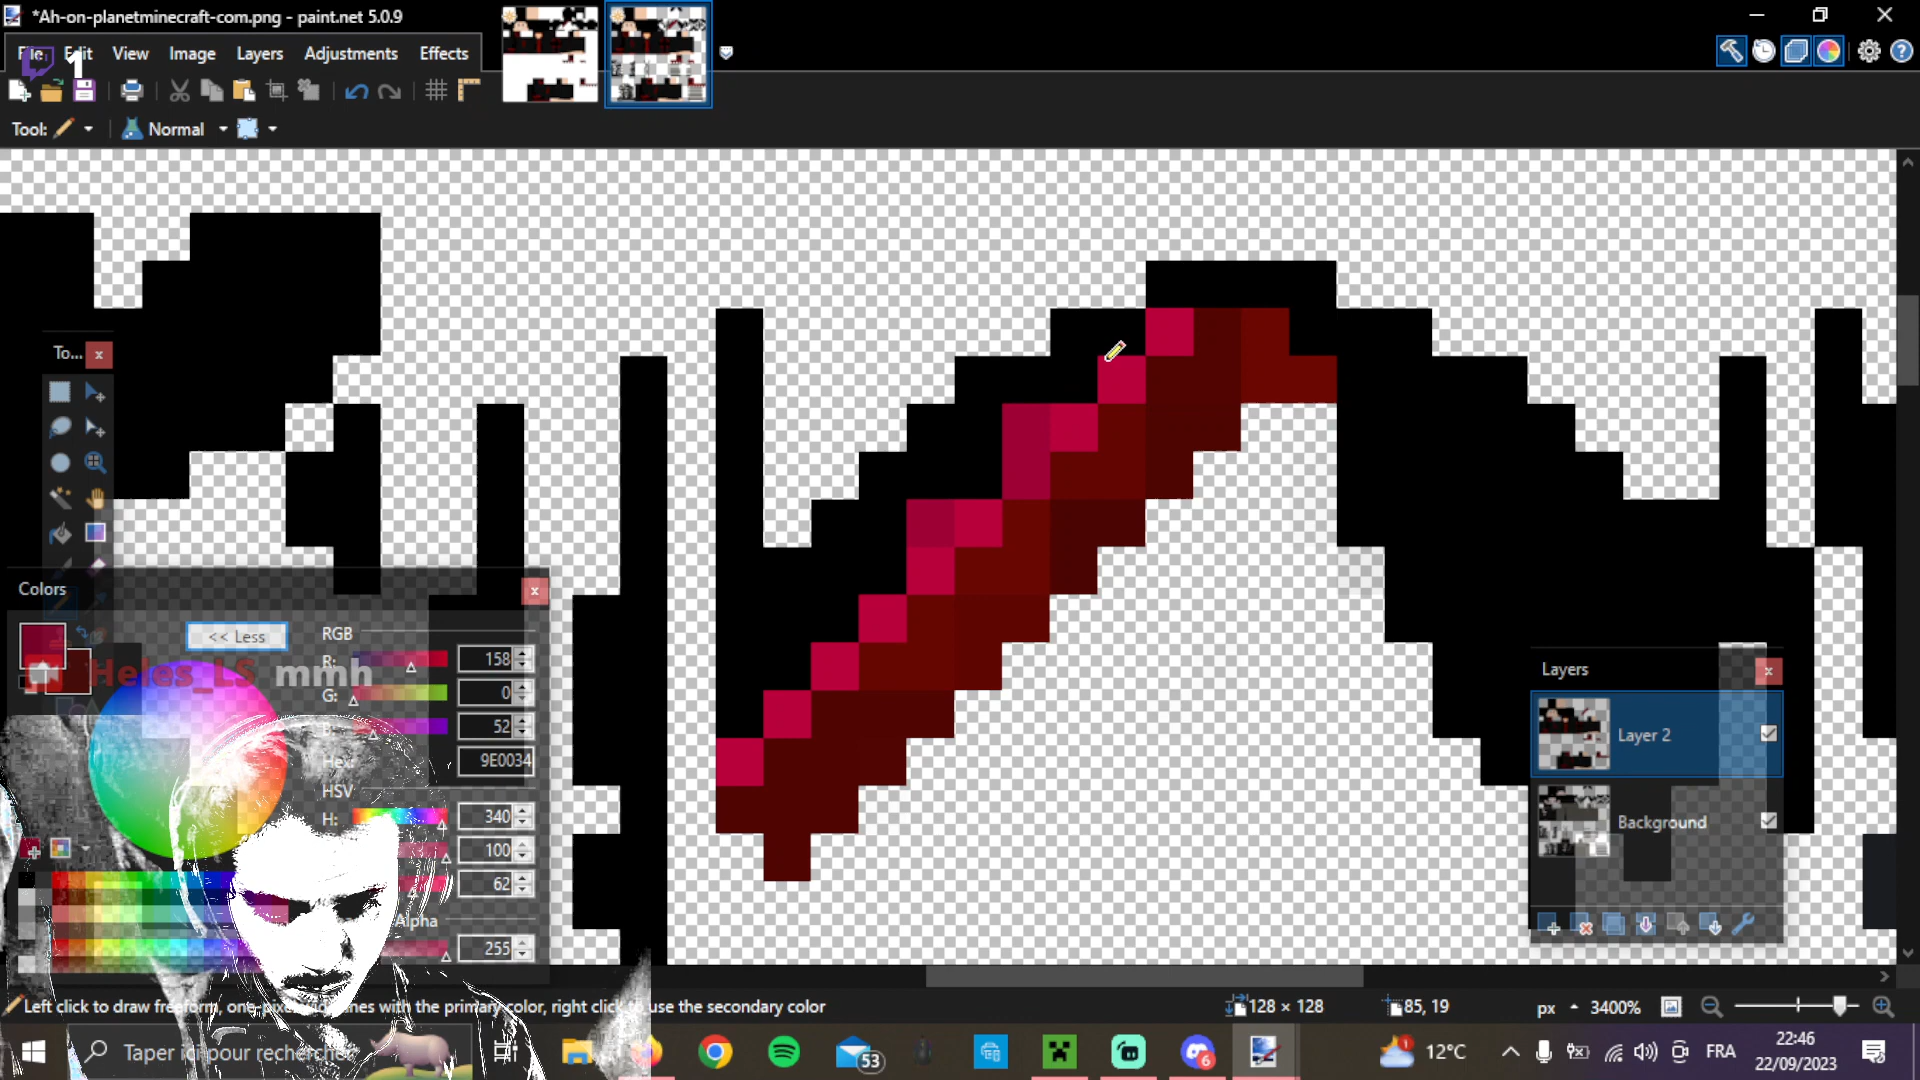 *Ah-on-planetminecraft-com.png - paint.net 5.0.9
File Edit View Image Layers Adjustments Effects
1
Tool:
Normal
To...
Colors
<< Less
RGB
R: 158
G: 0
52
Hex: 9E0034
HSV
H: 340
100
62
Alpha
255
Heles_LS mmh
Layers
Layer 2
Background
Left click to draw freeform, one-pixel wide lines with the primary color, right click to use the secondary color
128 × 128
85, 19
px
3400%
Taper ici pour rechercher
53
6
12°C
FRA
22:46
22/09/2023